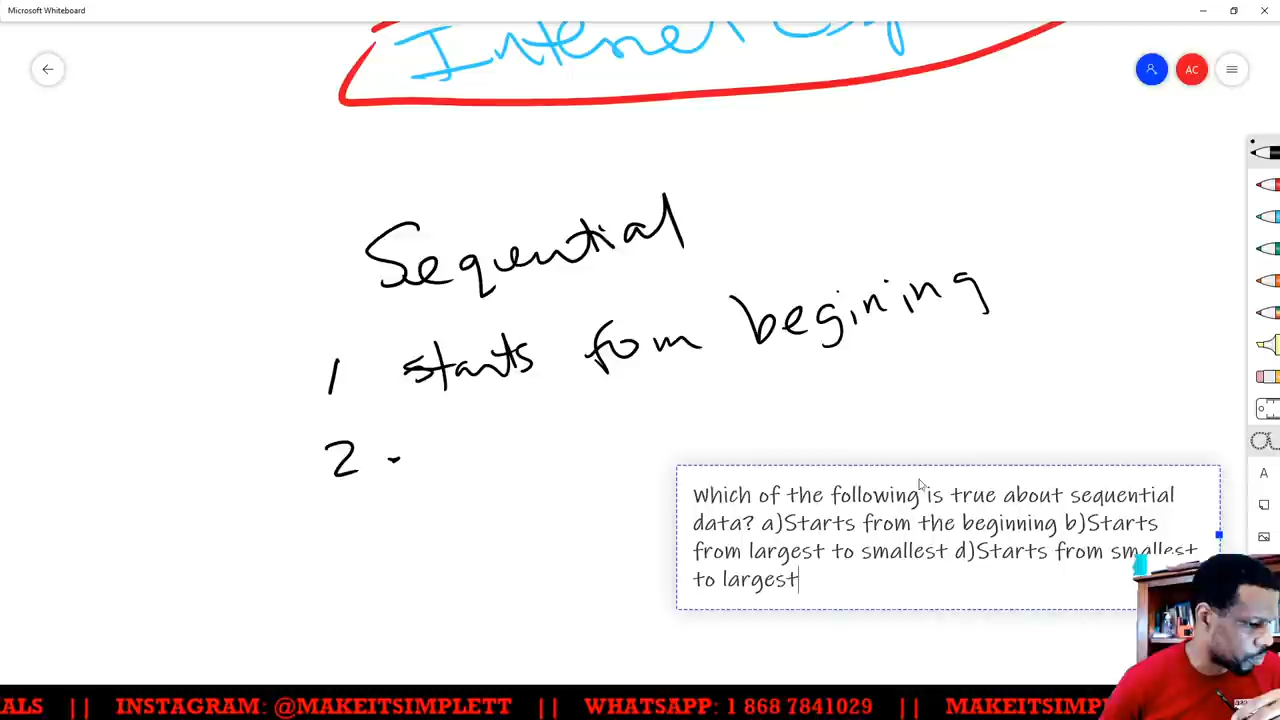 Microsoft Whiteboard
Internet
AC
Sequential
1 starts fom begining
2 -
Which of the following is true about sequential
data? a)Starts from the beginning b)Starts
from largest to smallest d)Starts from smallest
to largest
A
ALS || INSTAGRAM: @MAKEITSIMPLETT || WHATSAPP: 1 868 7841029 || MAKEITSIMP